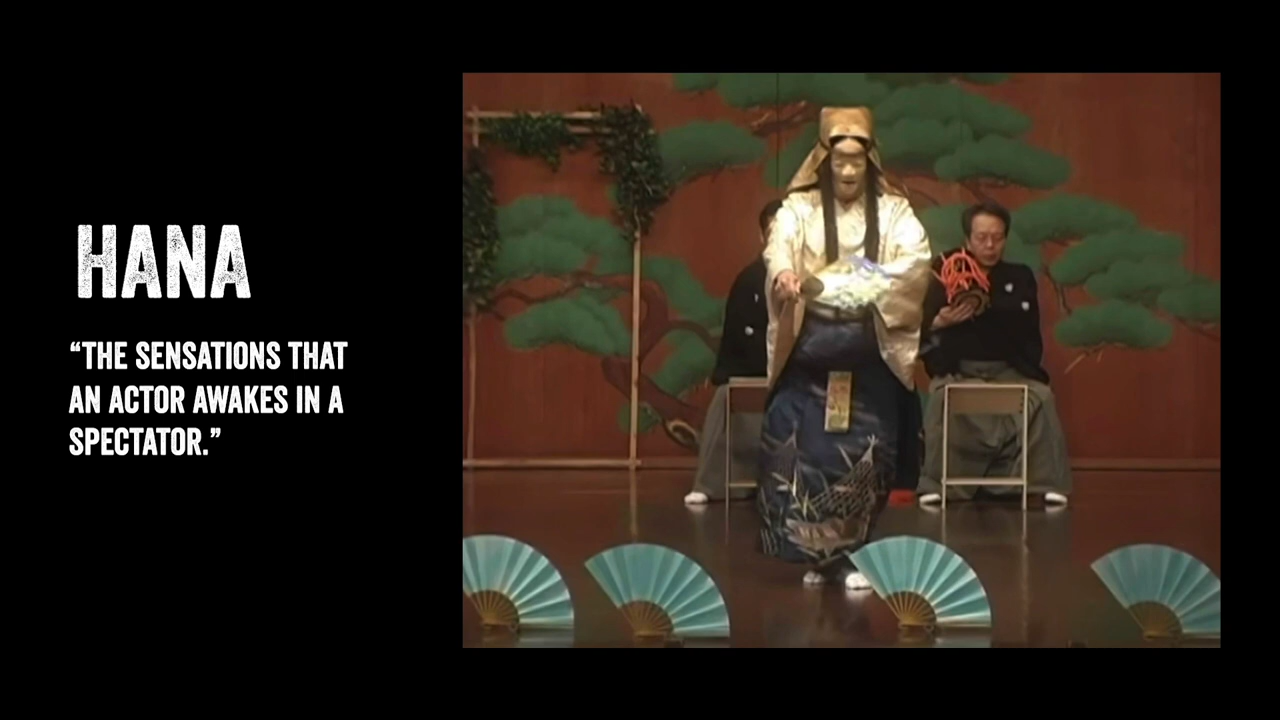 HANA
“THE SENSATIONS THAT
AN ACTOR AWAKES IN A
SPECTATOR.”